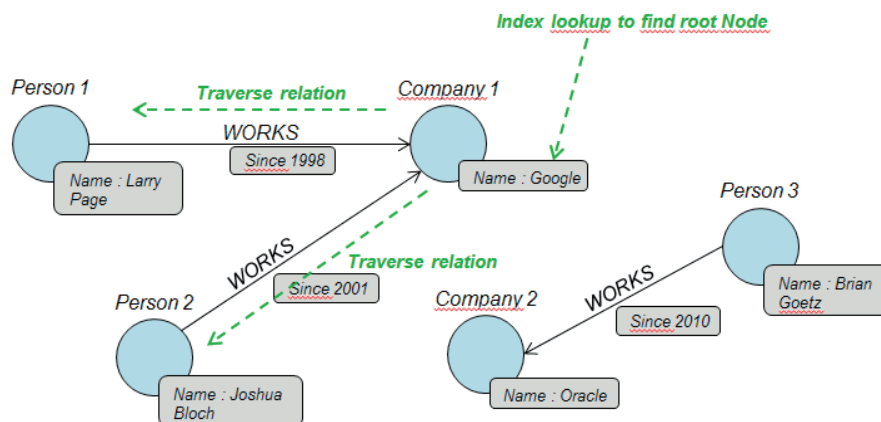 Index lookup to find root Node
Person 1
Traverse relation
Company 1
WORKS
Since 1998
Name : Larry
Page
Name : Google
Person 3
WORKS
Traverse relation
Since 2001
Person 2
Company 2
WORKS
Since 2010
Name : Brian
Goetz
Name : Joshua
Bloch
Name : Oracle